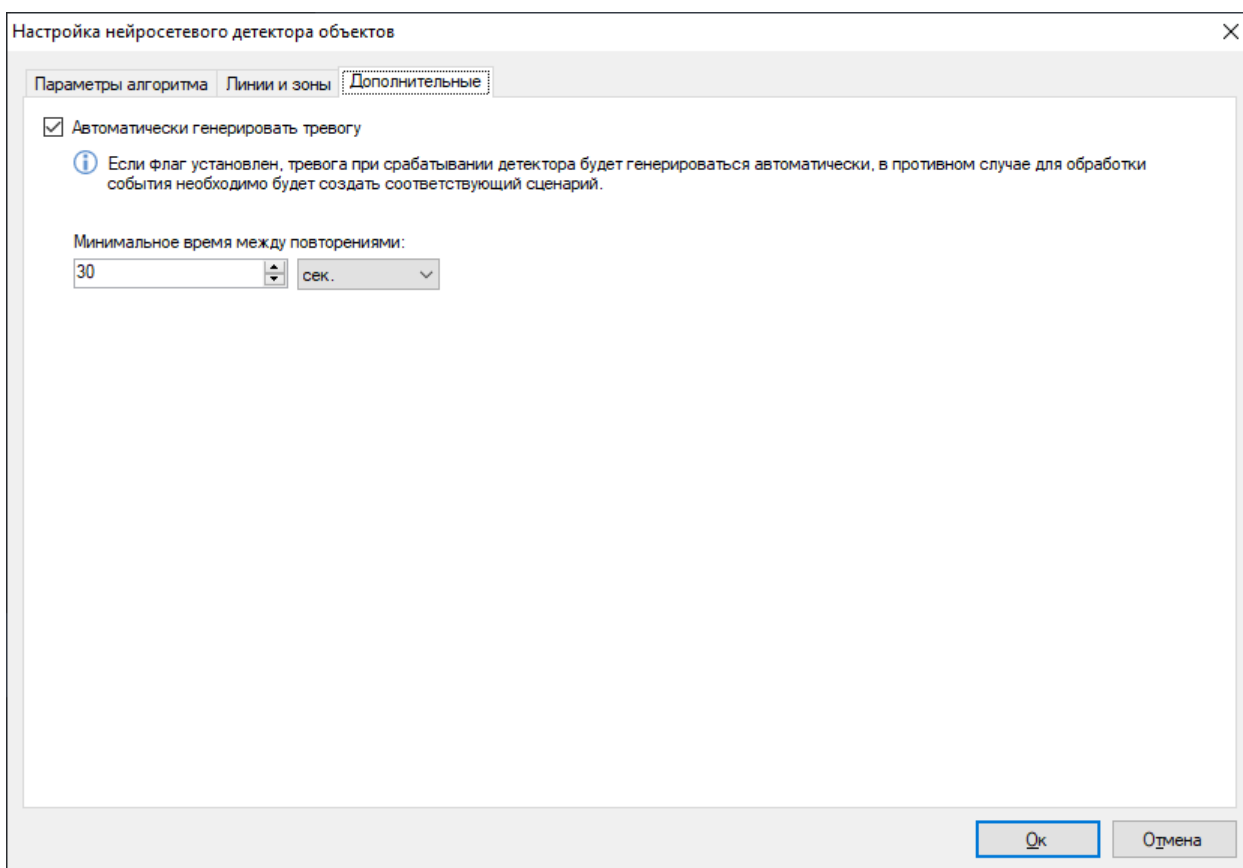 Настройка нейросетевого детектора объектов
Параметры алгоритма Линии и зоны Дополнительные
Автоматически генерировать тревогу
Если флаг установлен, тревога при срабатывании детектора будет генерироваться автоматически, в противном случае для обработки
события необходимо будет создать соответствующий сценарий.
Минимальное время между повторениями:
30 сек.
Ок Отмена